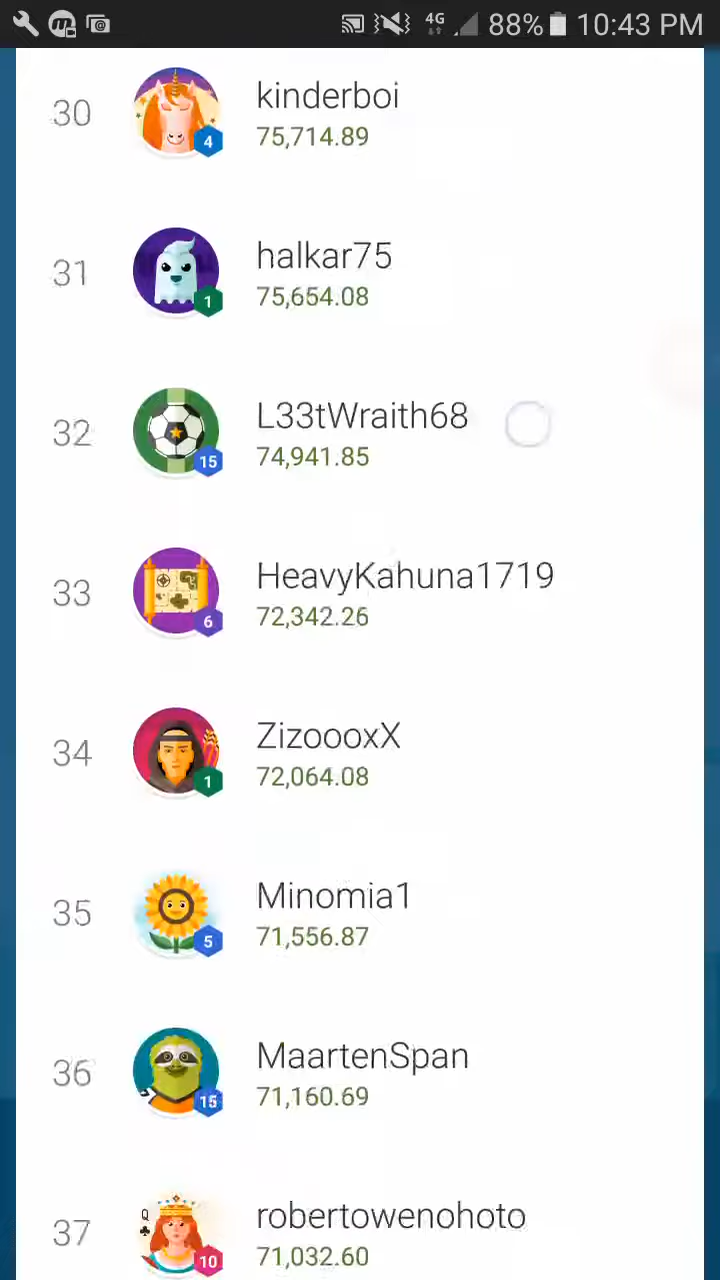 4G 88% 10:43 PM
30 kinderboi
4 75,714.89
31 halkar75
1 75,654.08
32 L33tWraith68
15 74,941.85
33 HeavyKahuna1719
6 72,342.26
34 ZizoooxX
1 72,064.08
35 Minomia1
5 71,556.87
36 MaartenSpan
15 71,160.69
Q
37 robertowenohoto
10 71,032.60